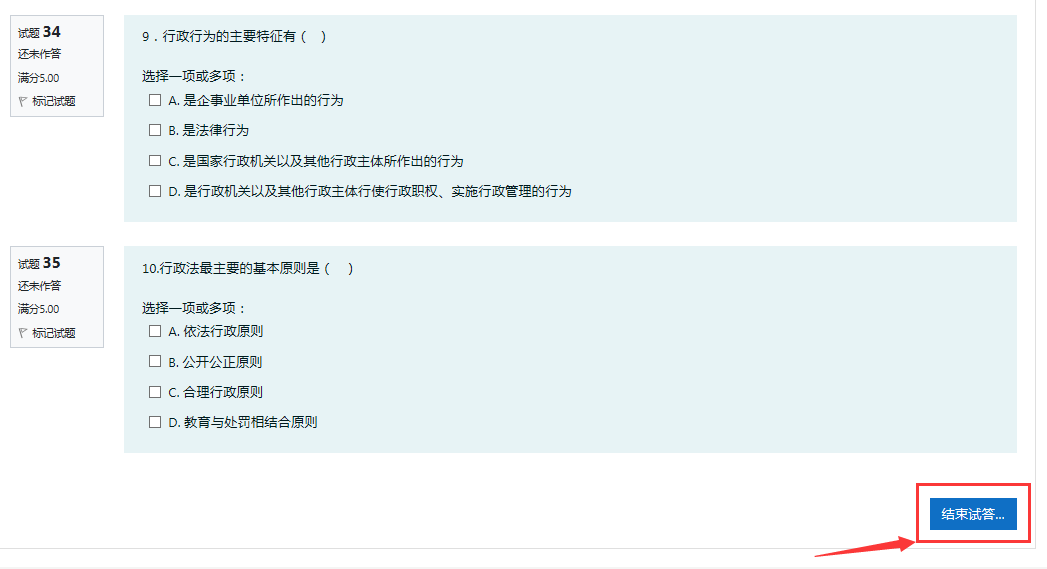 试题 34
还未作答
满分5.00
标记试题
9．行政行为的主要特征有（ ）
选择一项或多项：
A. 是企事业单位所作出的行为
B. 是法律行为
C. 是国家行政机关以及其他行政主体所作出的行为
D. 是行政机关以及其他行政主体行使行政职权、实施行政管理的行为
试题 35
还未作答
满分5.00
标记试题
10.行政法最主要的基本原则是（ ）
选择一项或多项：
A. 依法行政原则
B. 公开公正原则
C. 合理行政原则
D. 教育与处罚相结合原则
结束试答...